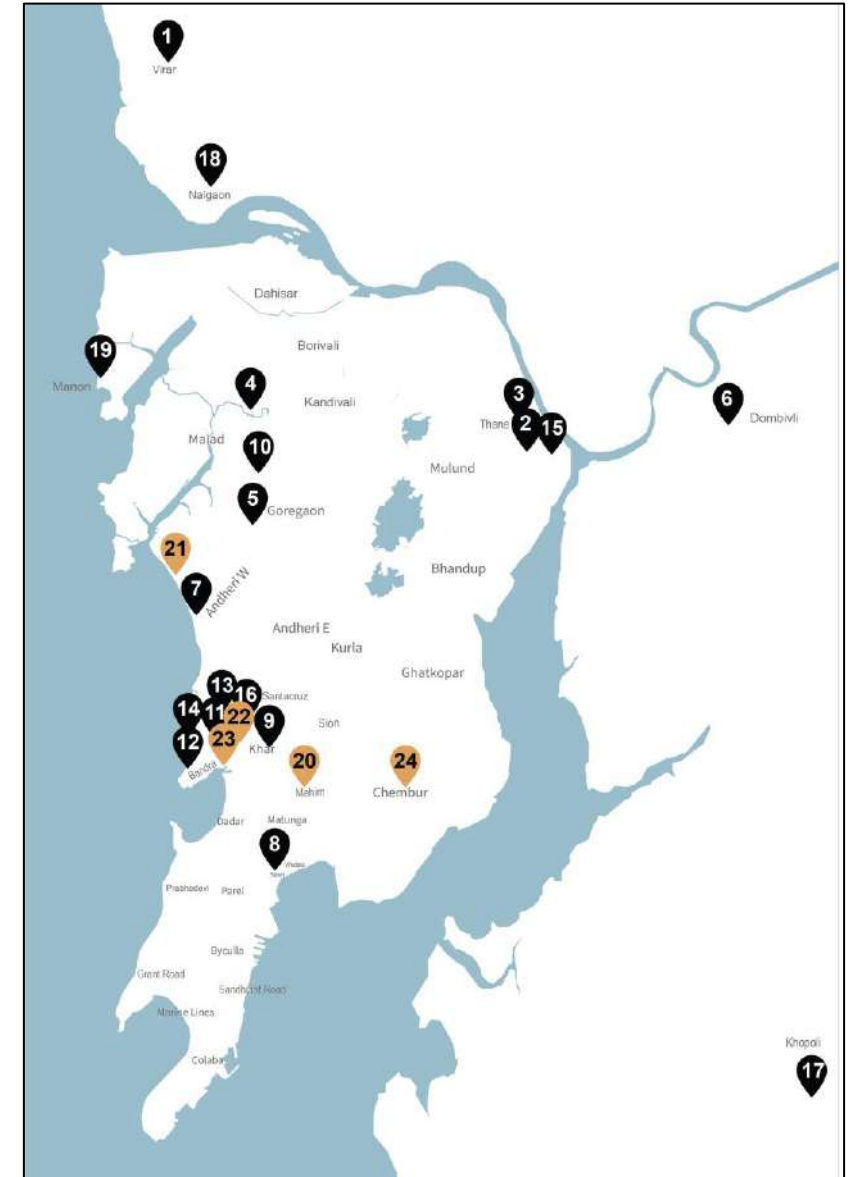 1
Virar
18
Naigaon
Dahisar
Borivali
19
Manori
4
Kandivali
3
6
Thane
2
15
Dombivli
Malad
10
Mulund
5
Goregaon
21
Bhandup
7
Andheri W
Andheri E
Kurla
Ghatkopar
13
16
Santacruz
14
11
22
9
Sion
12
23
Khar
Bandra
20
24
Mahim
Chembur
Dadar
Matunga
8
Prabhadevi
Parel
Byculla
Grant Road
Sandhurst Road
Marine Lines
Khopoli
Colaba
17